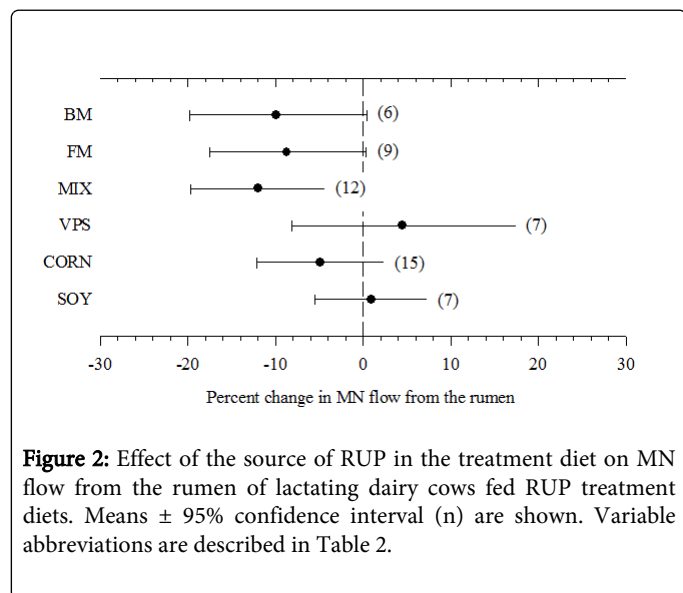 BM (6)
FM (9)
MIX (12)
VPS (7)
CORN (15)
SOY (7)
-30 -20 -10 0 10 20 30
Percent change in MN flow from the rumen
Figure 2: Effect of the source of RUP in the treatment diet on MN
flow from the rumen of lactating dairy cows fed RUP treatment
diets. Means ± 95% confidence interval (n) are shown. Variable
abbreviations are described in Table 2.